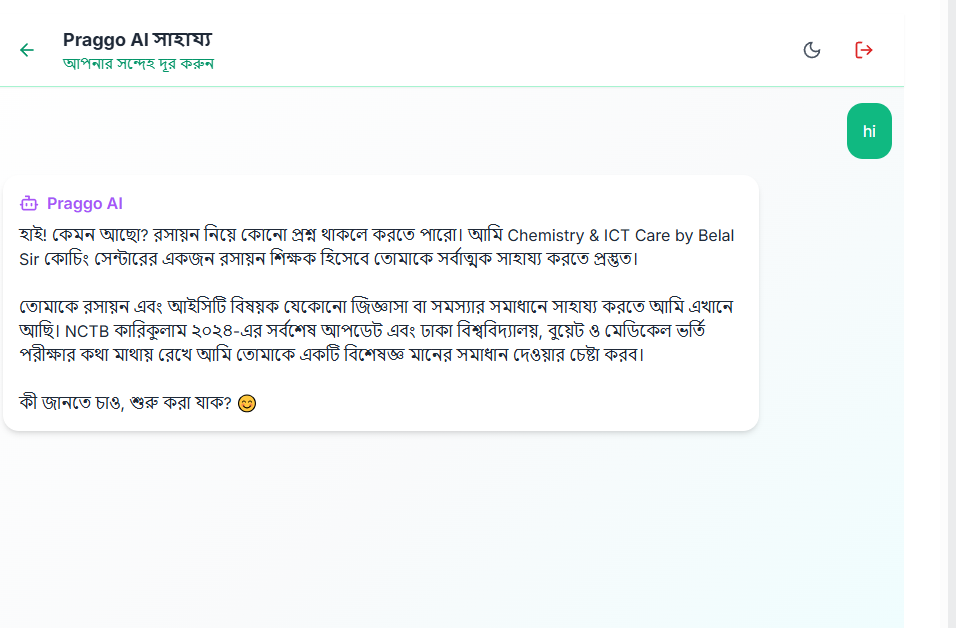 Praggo AI সাহায্য
আপনার সন্দেহ দূর করুন
hi
Praggo AI
হাই! কেমন আছো? রসায়ন নিয়ে কোনো প্রশ্ন থাকলে করতে পারো। আমি Chemistry & ICT Care by Belal
Sir কোচিং সেন্টারের একজন রসায়ন শিক্ষক হিসেবে তোমাকে সর্বাত্মক সাহায্য করতে প্রস্তুত।
তোমাকে রসায়ন এবং আইসিটি বিষয়ক যেকোনো জিজ্ঞাসা বা সমস্যার সমাধানে সাহায্য করতে আমি এখানে
আছি। NCTB কারিকুলাম ২০২৪-এর সর্বশেষ আপডেট এবং ঢাকা বিশ্ববিদ্যালয়, বুয়েট ও মেডিকেল ভর্তি
পরীক্ষার কথা মাথায় রেখে আমি তোমাকে একটি বিশেষজ্ঞ মানের সমাধান দেওয়ার চেষ্টা করব।
কী জানতে চাও, শুরু করা যাক? 😊